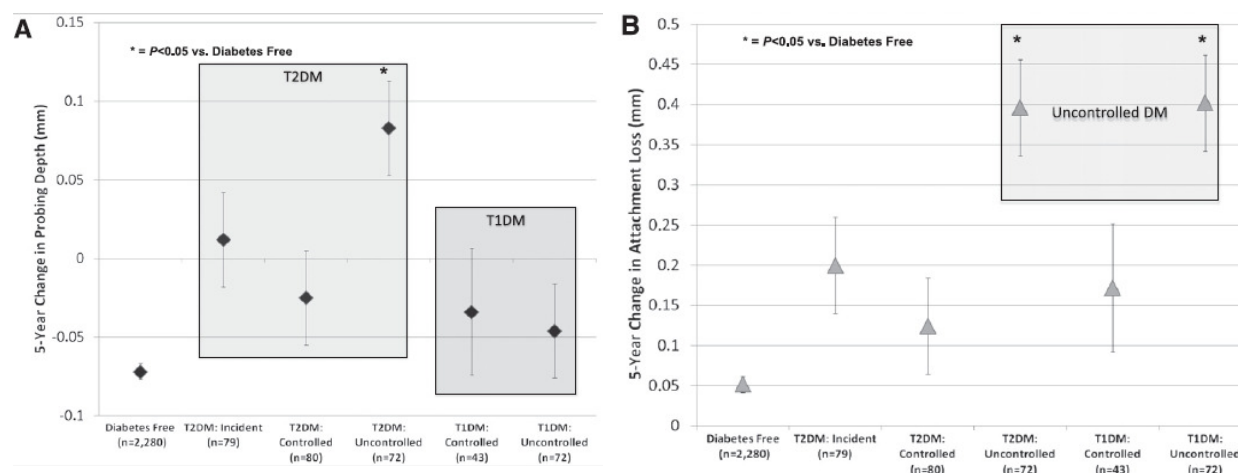 A
5-Year Change in Probing Depth (mm)
0.15
0.1
0.05
0
-0.05
-0.1
* = P<0.05 vs. Diabetes Free
T2DM
*
T1DM
Diabetes Free
(n=2,280)
T2DM: Incident
(n=79)
T2DM:
Controlled
(n=80)
T2DM:
Uncontrolled
(n=72)
T1DM:
Controlled
(n=43)
T1DM:
Uncontrolled
(n=72)
B
5-Year Change in Attachment Loss (mm)
0.5
0.45
0.4
0.35
0.3
0.25
0.2
0.15
0.1
0.05
0
* = P<0.05 vs. Diabetes Free
*
*
Uncontrolled DM
Diabetes Free
(n=2,280)
T2DM: Incident
(n=79)
T2DM:
Controlled
(n=80)
T2DM:
Uncontrolled
(n=72)
T1DM:
Controlled
(n=43)
T1DM:
Uncontrolled
(n=72)